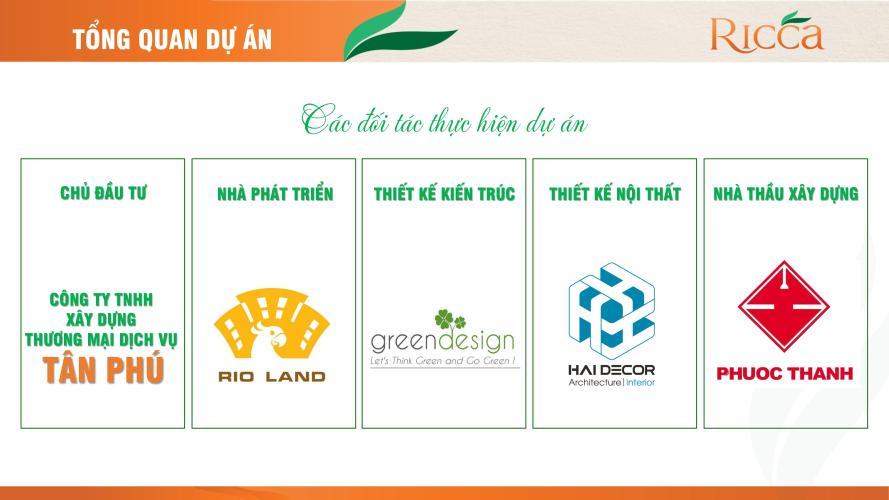 TỔNG QUAN DỰ ÁN
RICCA
Các đối tác thực hiện dự án
CHỦ ĐẦU TƯ
CÔNG TY TNHH
XÂY DỰNG
THƯƠNG MẠI DỊCH VỤ
TÂN PHÚ
NHÀ PHÁT TRIỂN
RIO LAND
THIẾT KẾ KIẾN TRÚC
greendesign
Let's Think Green and Go Green !
THIẾT KẾ NỘI THẤT
HAI DECOR
Architecture|Interior
NHÀ THẦU XÂY DỰNG
PHUOC THANH